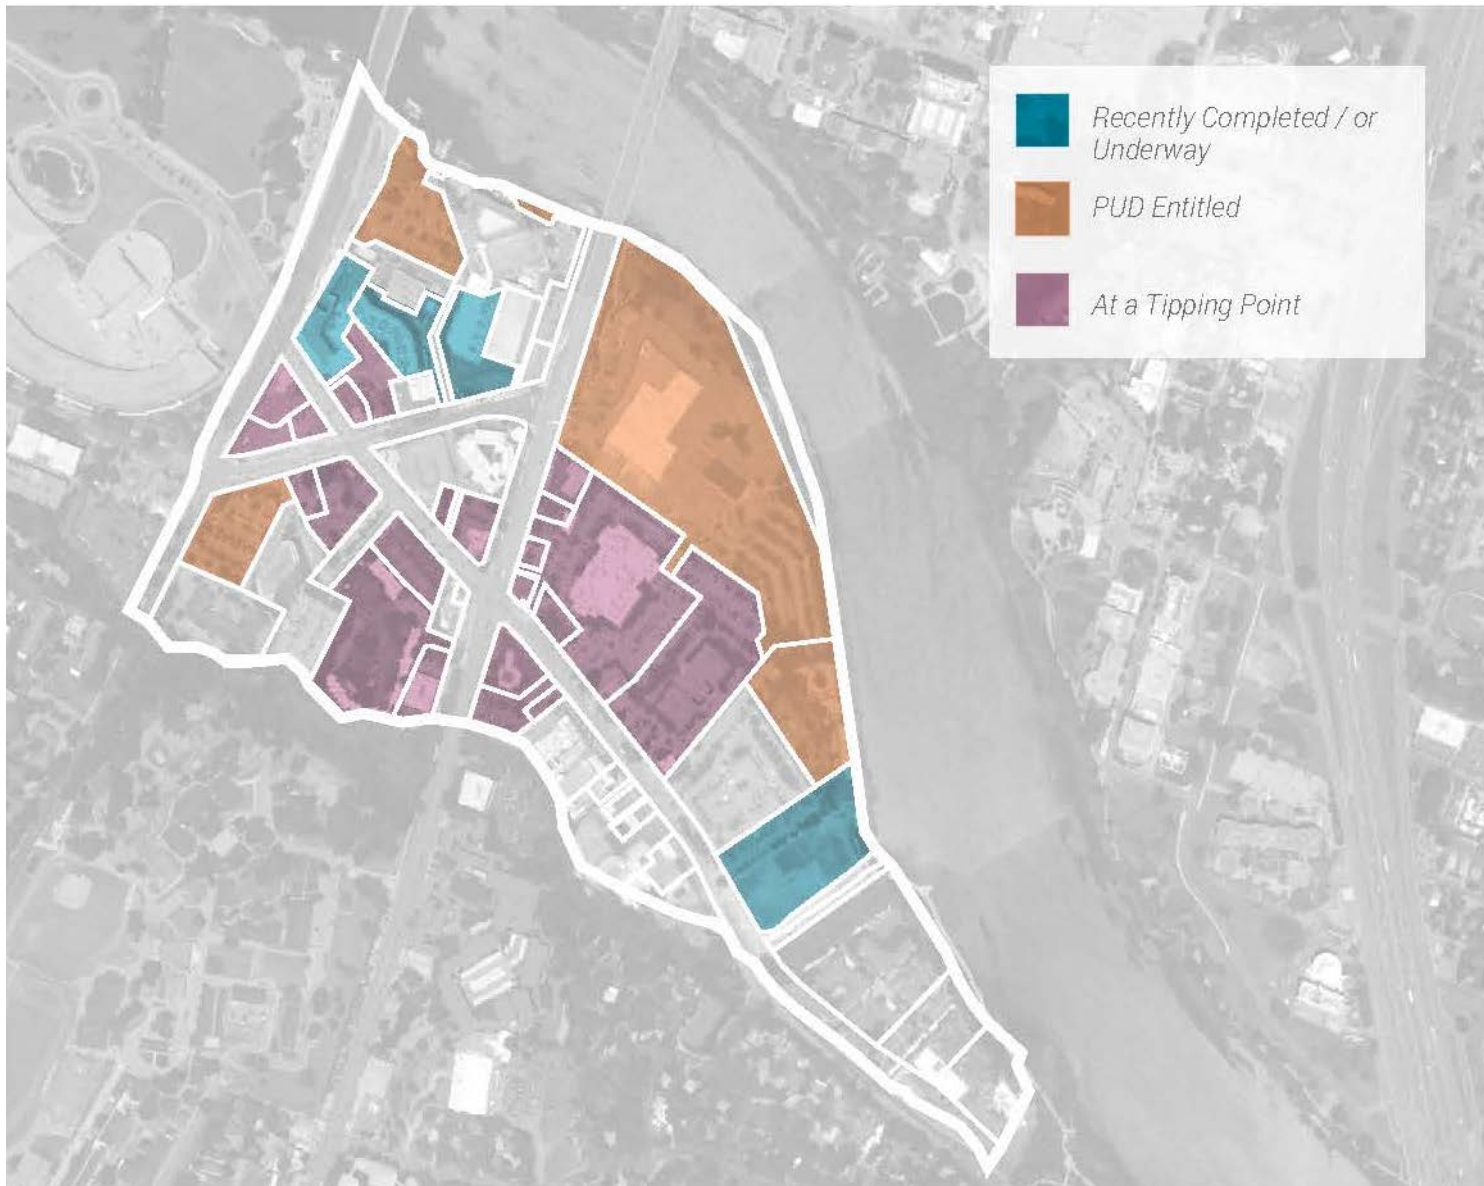 Recently Completed / or
Underway
PUD Entitled
At a Tipping Point